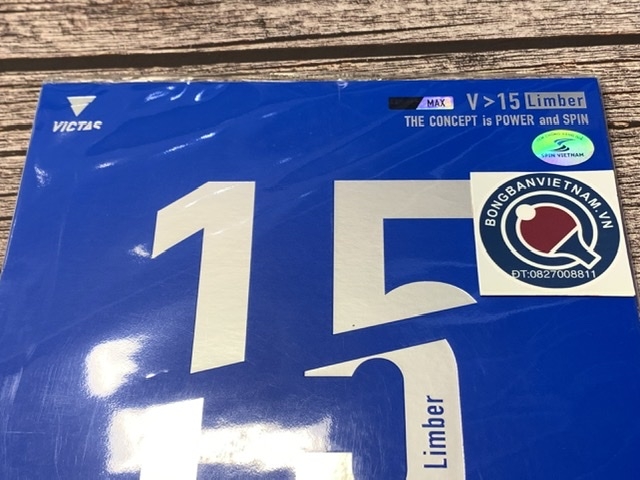 VICTAS
MAX V>15 Limber
THE CONCEPT is POWER and SPIN
SPIN VIETNAM
BONGBANVIETNAM.VN
ĐT:0827008811
15
Limber